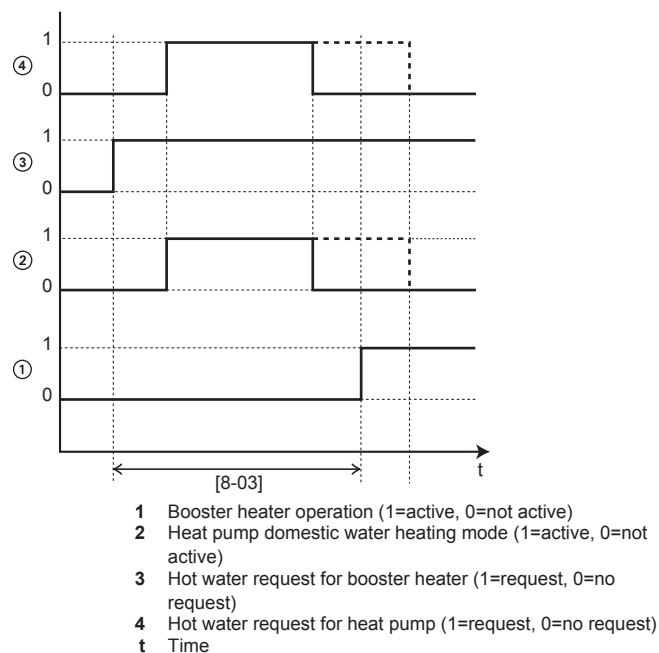 1
④
0
1
③
0
1
②
0
1
①
0
t
[8-03]
1 Booster heater operation (1=active, 0=not active)
2 Heat pump domestic water heating mode (1=active, 0=not
active)
3 Hot water request for booster heater (1=request, 0=no
request)
4 Hot water request for heat pump (1=request, 0=no request)
t Time